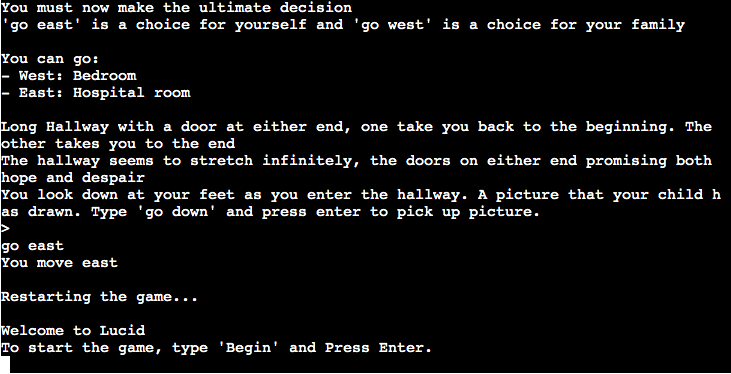 You must now make the ultimate decision
'go east' is a choice for yourself and 'go west' is a choice for your family
You can go:
- West: Bedroom
- East: Hospital room
Long Hallway with a door at either end, one take you back to the beginning. The
other takes you to the end
The hallway seems to stretch infinitely, the doors on either end promising both
hope and despair
You look down at your feet as you enter the hallway. A picture that your child h
as drawn. Type 'go down' and press enter to pick up picture.
>
go east
You move east
Restarting the game...
Welcome to Lucid
To start the game, type 'Begin' and Press Enter.